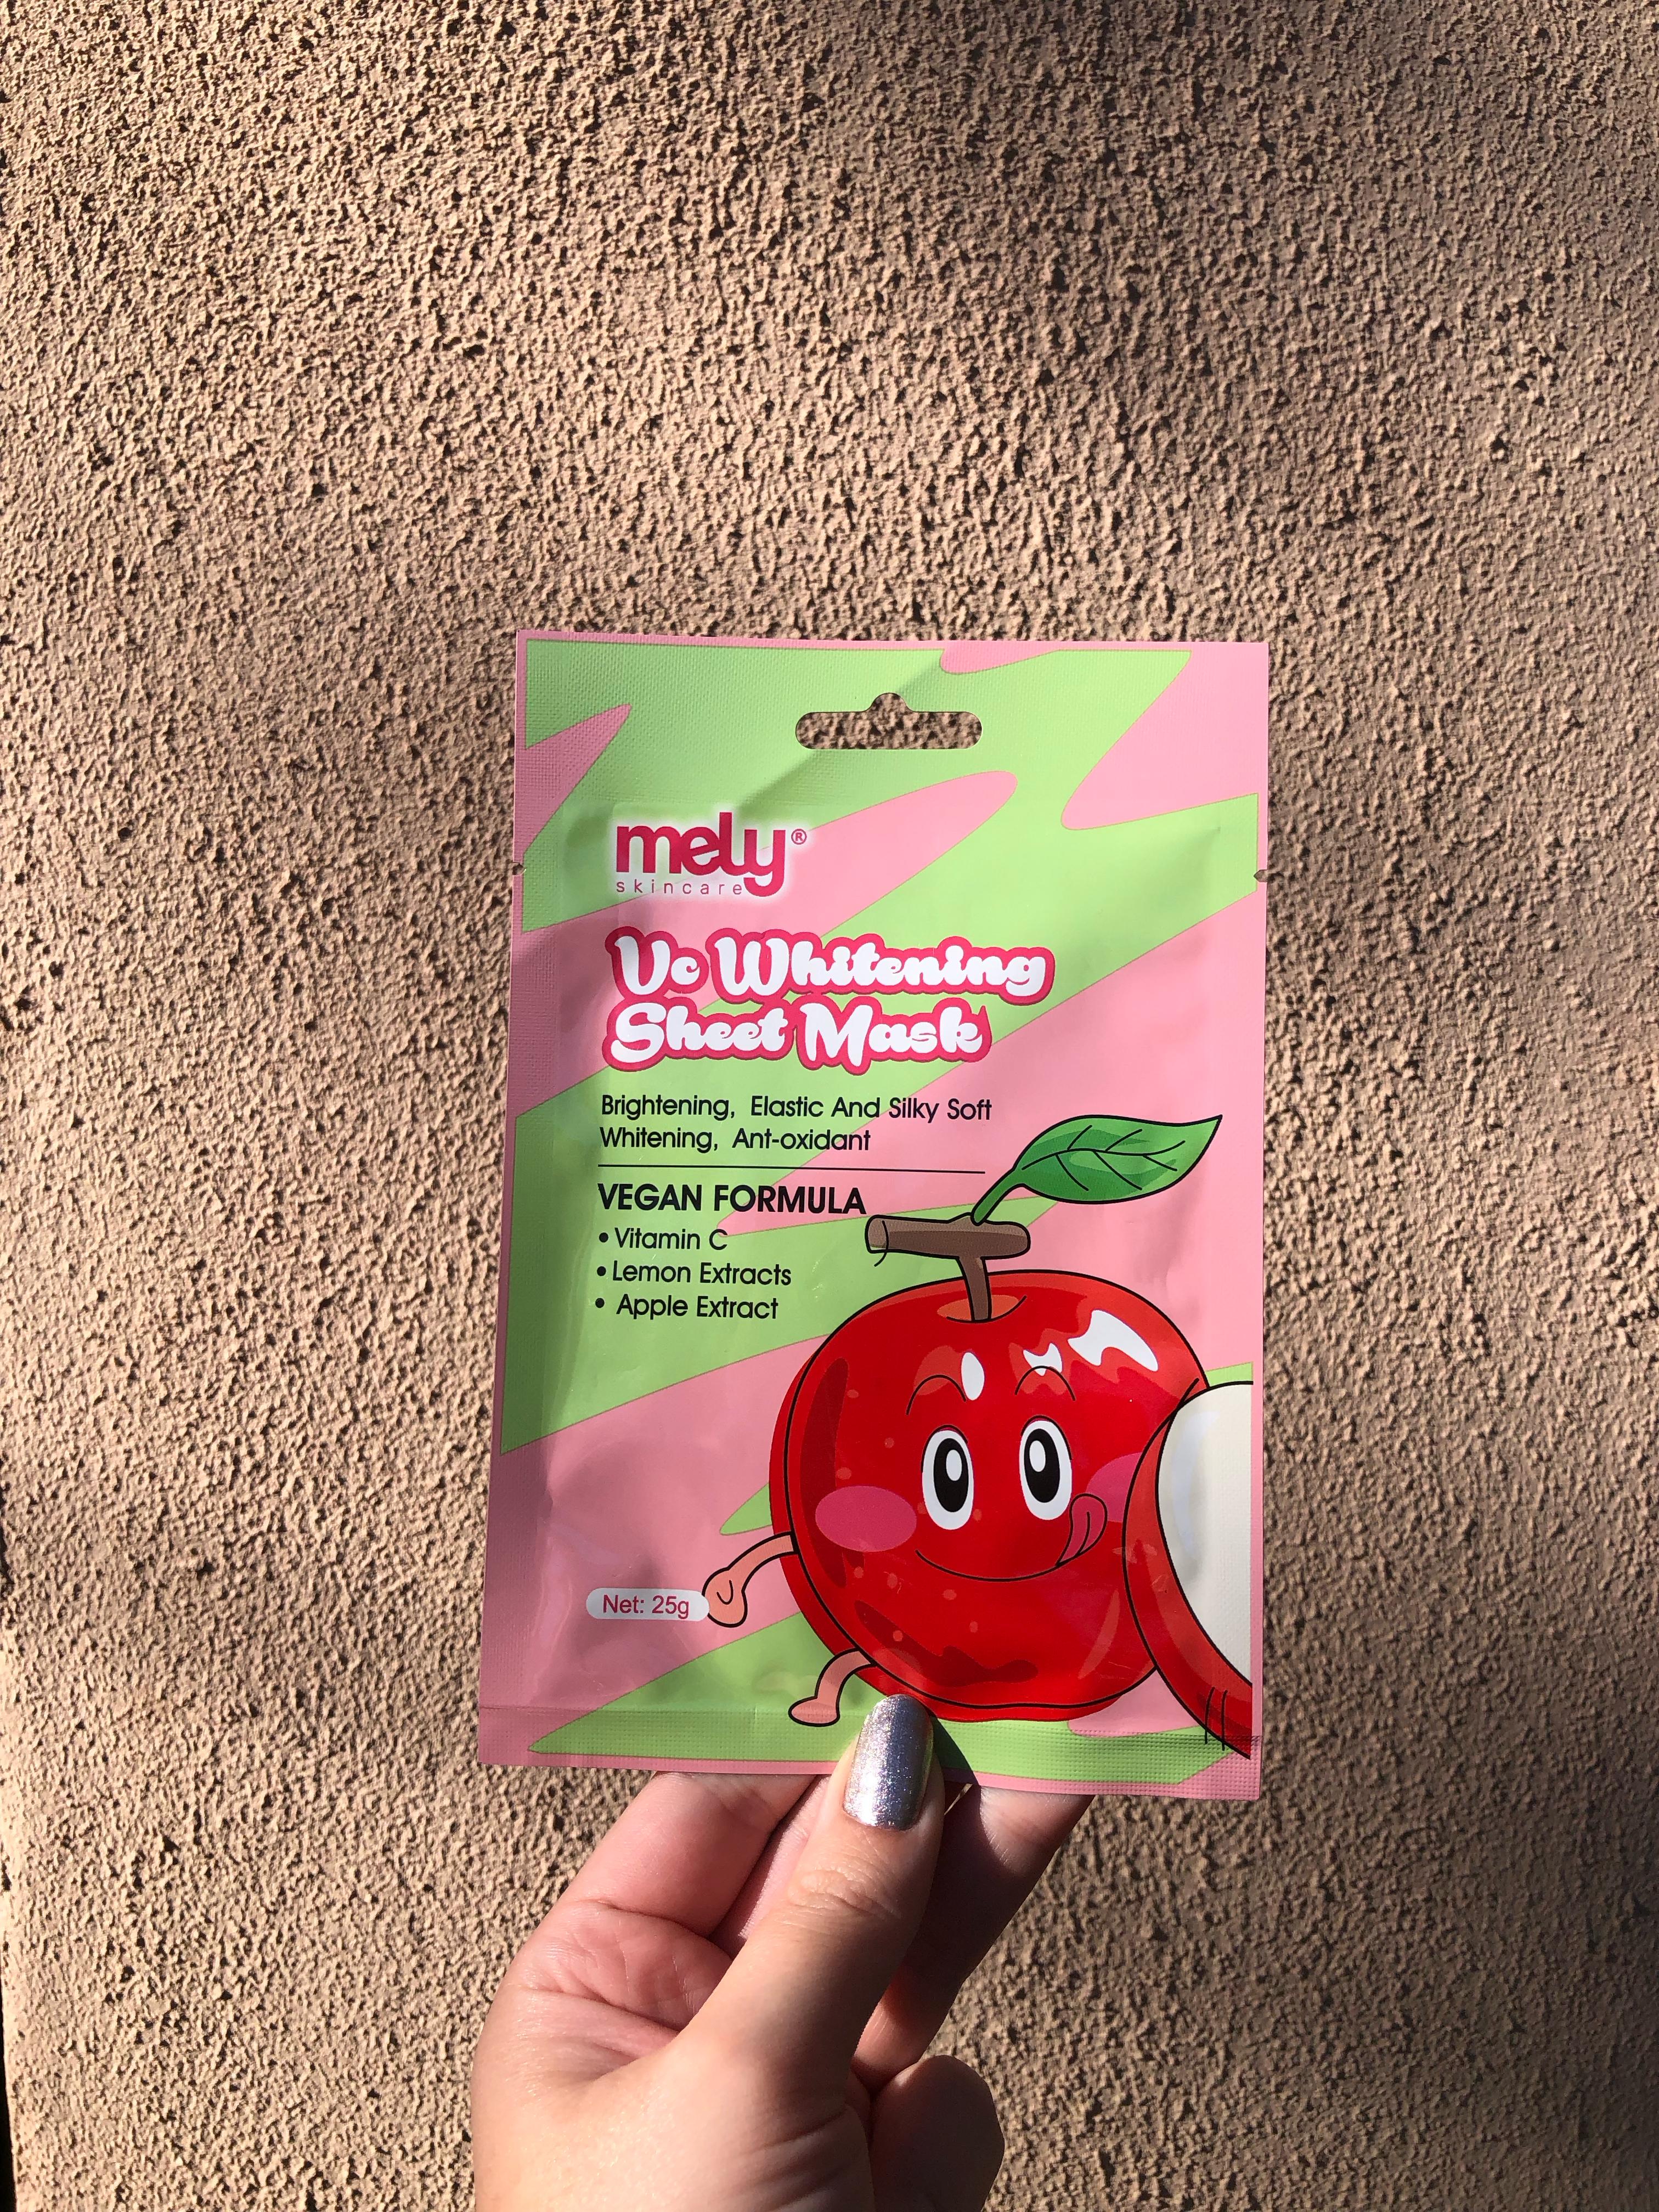 mely®
skincare
Vc Whitening
Sheet Mask
Brightening, Elastic And Silky Soft
Whitening, Ant-oxidant
VEGAN FORMULA
• Vitamin C
• Lemon Extracts
• Apple Extract
Net: 25g